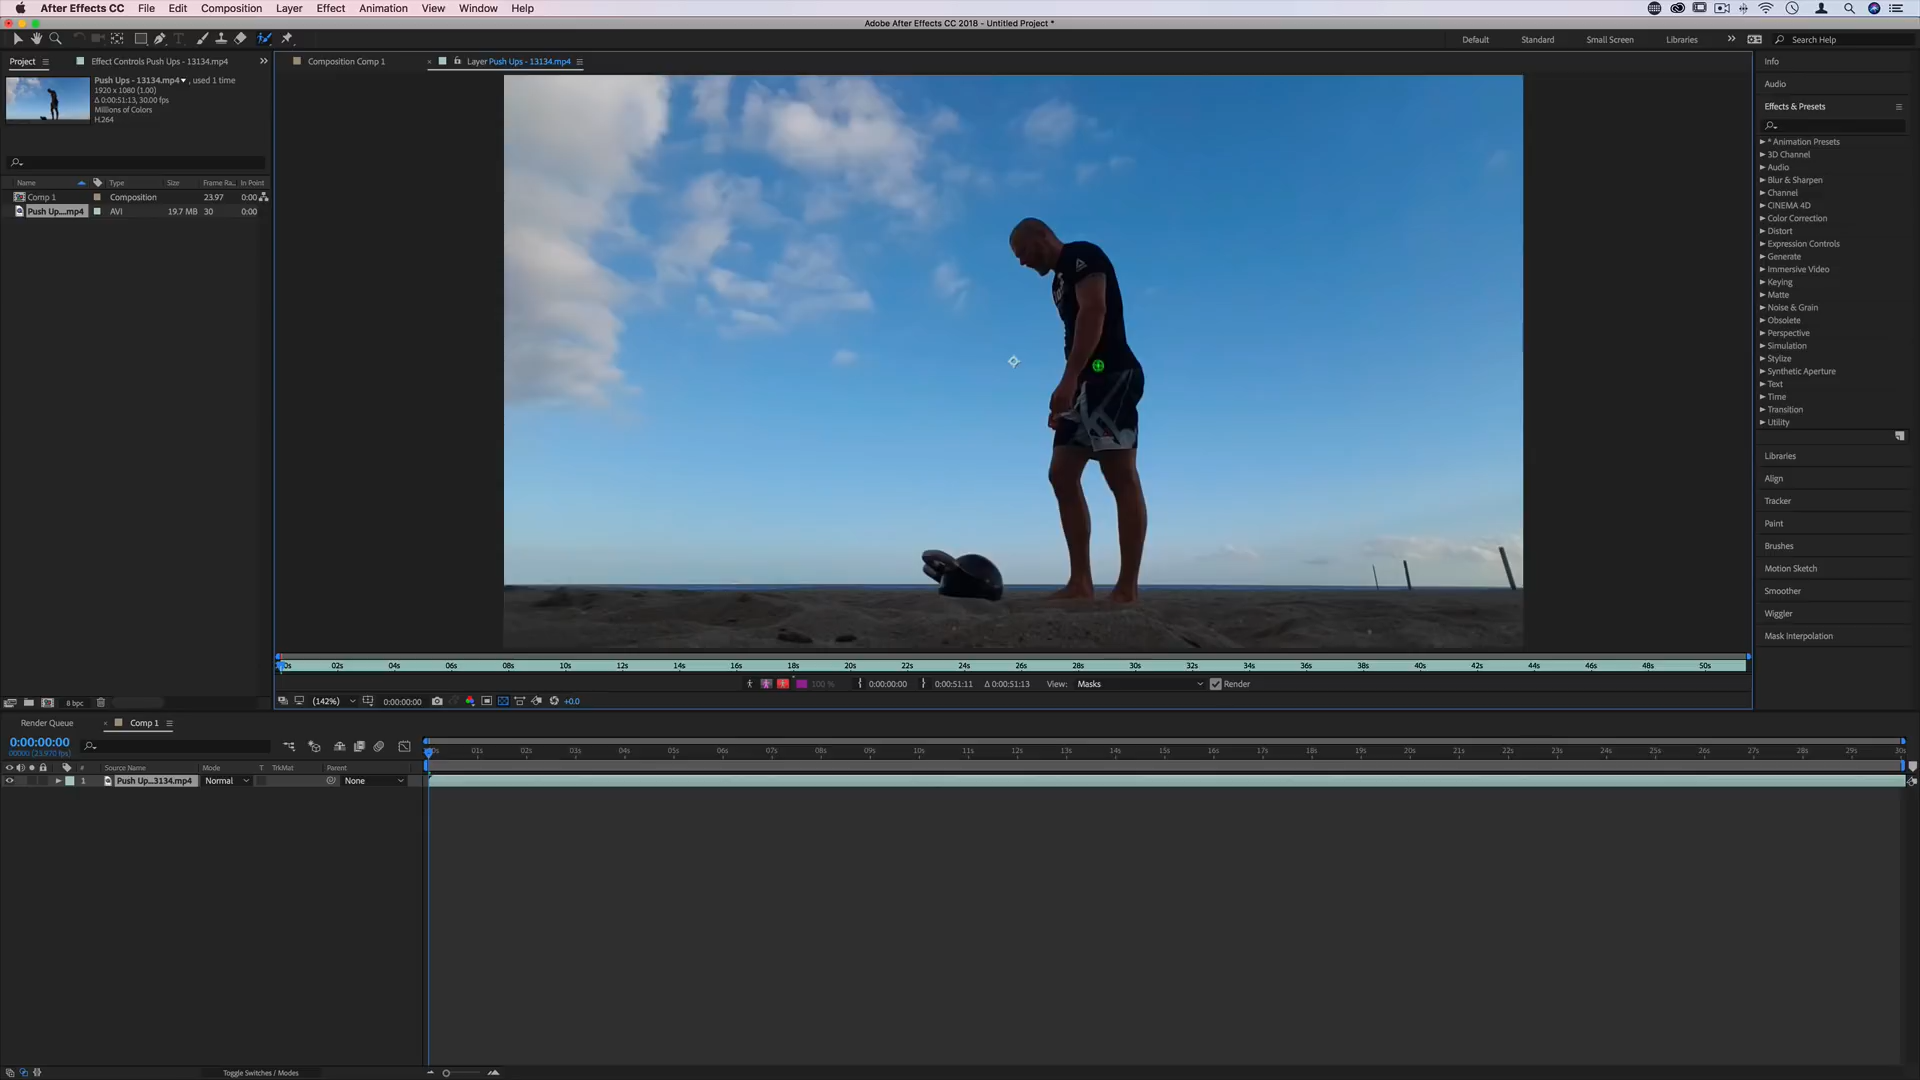 After Effects CC File Edit Composition Layer Effect Animation View Window Help
Adobe After Effects CC 2018 - Untitled Project *
Default Standard Small Screen Libraries Search Help
Project Effect Controls Push Ups - 13134.mp4
Composition Comp 1 Layer Push Ups - 13134.mp4
Push Ups - 13134.mp4, used 1 time
1920 x 1080 (1.00)
Δ 0:00:51:13, 30.00 fps
Millions of Colors
H.264
Name Type Size Frame Ra... In Point
Comp 1 Composition 23.97 0:00
Push Up....mp4 AVI 19.7 MB 30 0:00
8 bpc
02s 04s 06s 08s 10s 12s 14s 16s 18s 20s 22s 24s 26s 28s 30s 32s 34s 36s 38s 40s 42s 44s 46s 48s 50s
100 % 0:00:00:00 0:00:51:11 Δ 0:00:51:13 View: Masks Render
(142%) 0:00:00:00 +0.0
Info
Audio
Effects & Presets
* Animation Presets
3D Channel
Audio
Blur & Sharpen
Channel
CINEMA 4D
Color Correction
Distort
Expression Controls
Generate
Immersive Video
Keying
Matte
Noise & Grain
Obsolete
Perspective
Simulation
Stylize
Synthetic Aperture
Text
Time
Transition
Utility
Libraries
Align
Tracker
Paint
Brushes
Motion Sketch
Smoother
Wiggler
Mask Interpolation
Render Queue Comp 1
0:00:00:00
00000 (23.976 fps)
01s 02s 03s 04s 05s 06s 07s 08s 09s 10s 11s 12s 13s 14s 15s 16s 17s 18s 19s 20s 21s 22s 23s 24s 25s 26s 27s 28s 29s 30s
# Source Name Mode T TrkMat Parent
1 Push Up...3134.mp4 Normal None
Toggle Switches / Modes